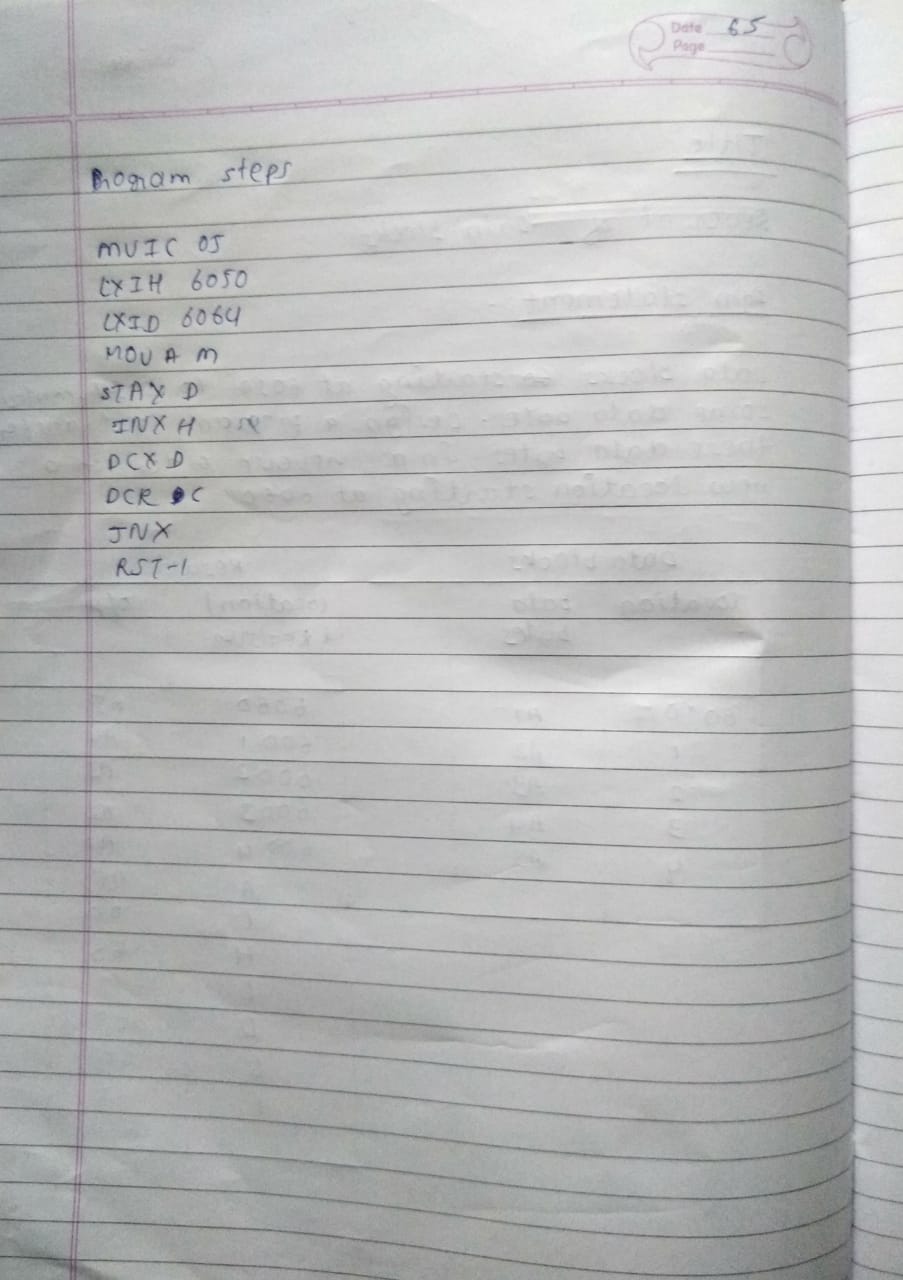 Date 65
Page
Program steps
MVIC 05
LXIH 6050
LXID 6064
MOV A M
STAX D
INX H
DCX D
DCR C
JNX
RST-1